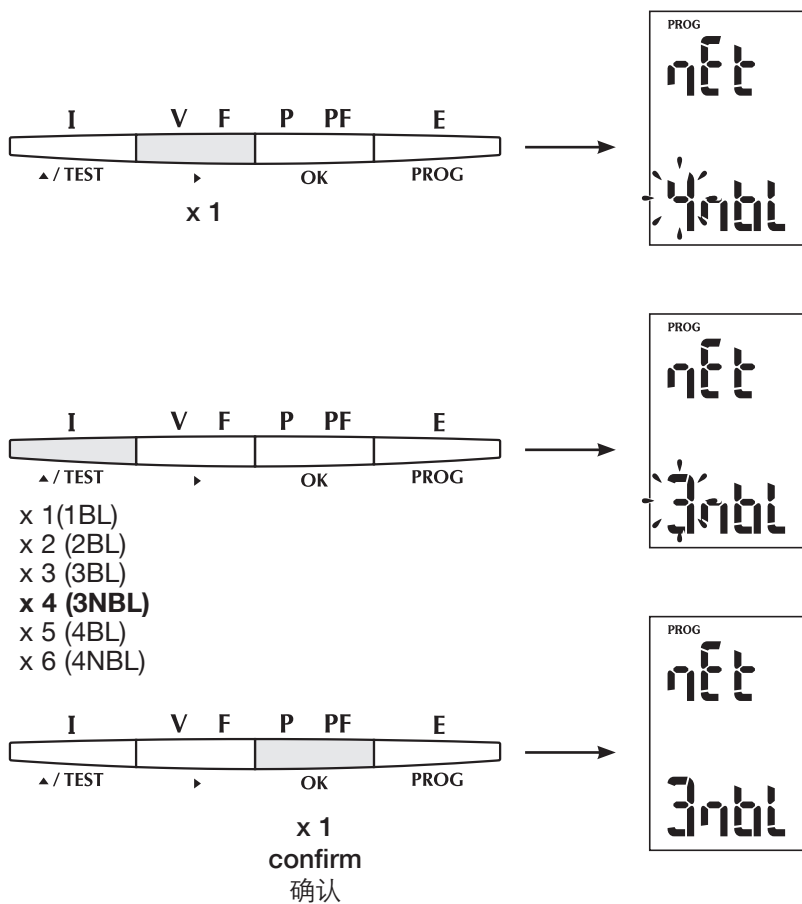 PROG
nEt
I V F P PF E
▲ / TEST ▶ OK PROG
x 1
4nbL
PROG
nEt
I V F P PF E
▲ / TEST ▶ OK PROG
3nbL
x 1(1BL)
x 2 (2BL)
x 3 (3BL)
x 4 (3NBL)
x 5 (4BL)
x 6 (4NBL)
PROG
nEt
I V F P PF E
▲ / TEST ▶ OK PROG
3nbL
x 1
confirm
确认